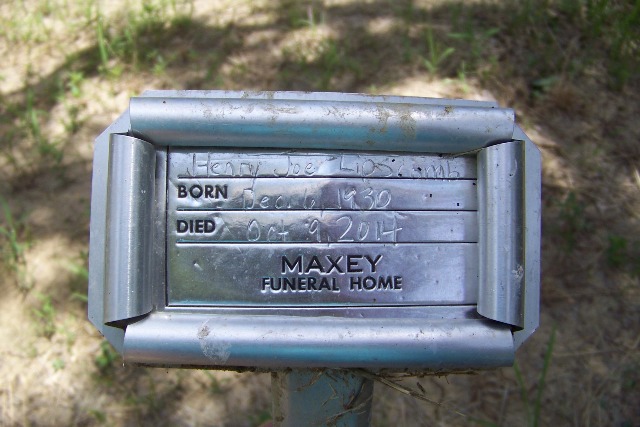 Henry Joe Lipscomb
BORN Dec. 6, 1930
DIED Oct 9, 2014
MAXEY
FUNERAL HOME